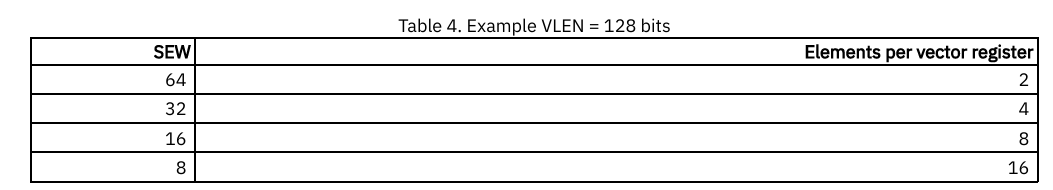 Table 4. Example VLEN = 128 bits
SEW Elements per vector register
64 2
32 4
16 8
8 16